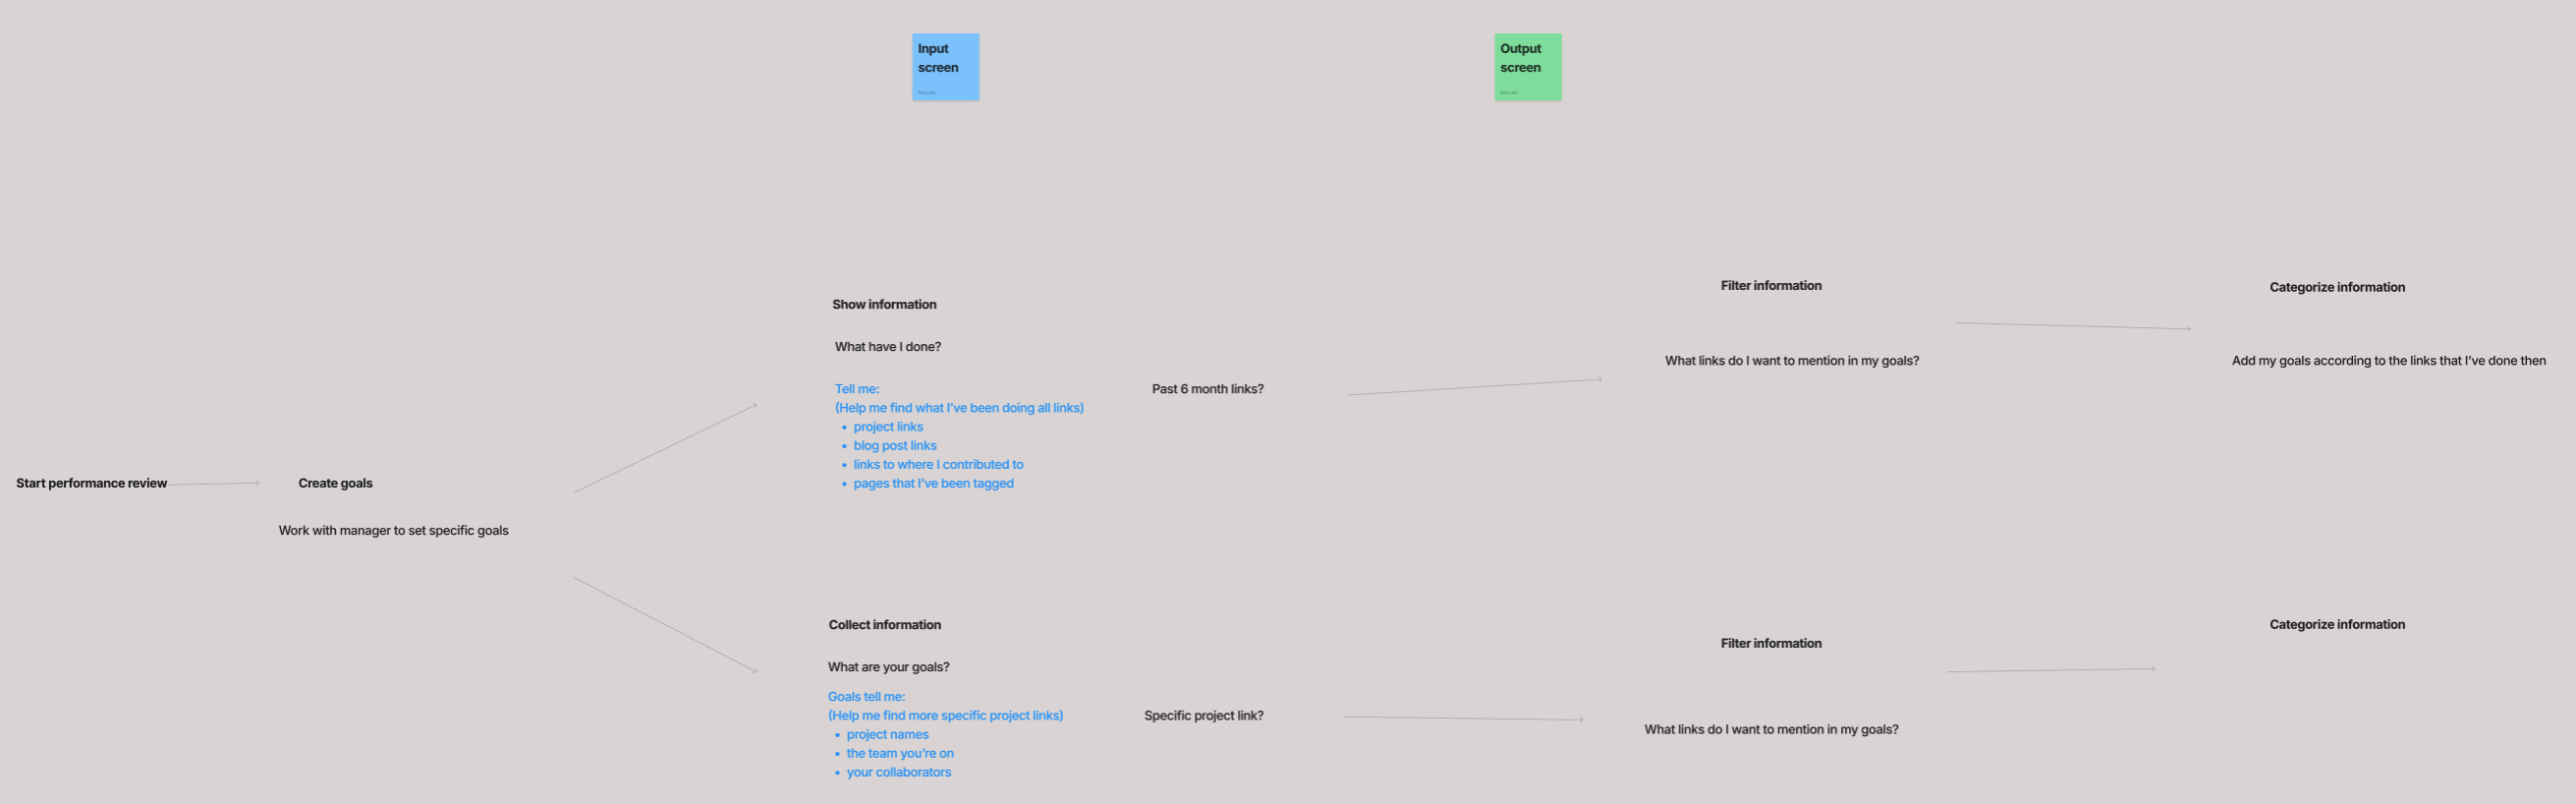 Input
screen
Output
screen
Start performance review
Create goals
Work with manager to set specific goals
Show information
What have I done?
Tell me:
(Help me find what I've been doing all links)
• project links
• blog post links
• links to where I contributed to
• pages that I've been tagged
Past 6 month links?
Filter information
What links do I want to mention in my goals?
Categorize information
Add my goals according to the links that I've done then
Collect information
What are your goals?
Goals tell me:
(Help me find more specific project links)
• project names
• the team you're on
• your collaborators
Specific project link?
Filter information
What links do I want to mention in my goals?
Categorize information